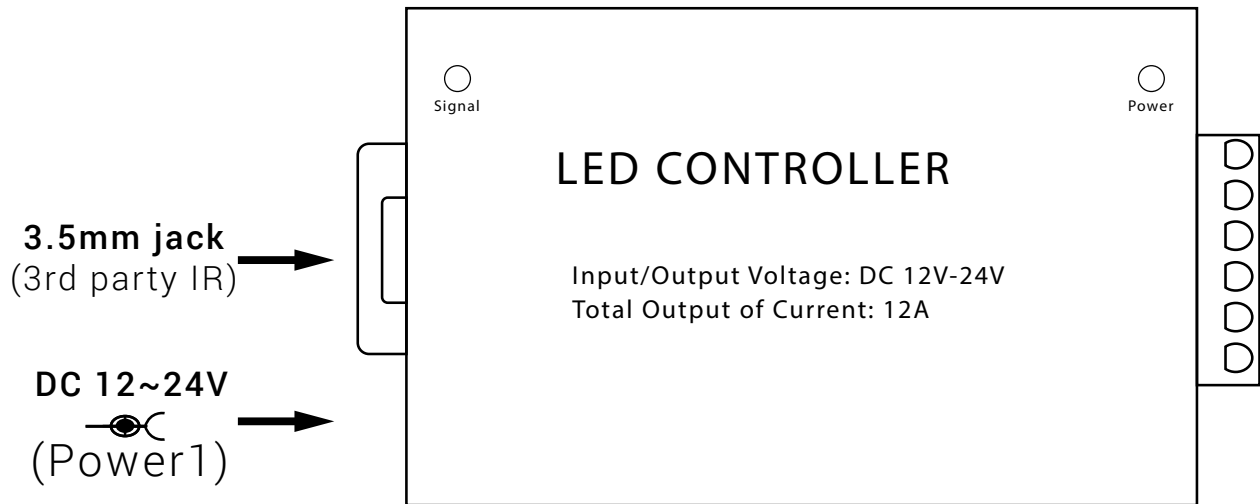 Signal
Power
LED CONTROLLER
3.5mm jack
(3rd party IR)
Input/Output Voltage: DC 12V-24V
Total Output of Current: 12A
DC 12~24V
(Power1)